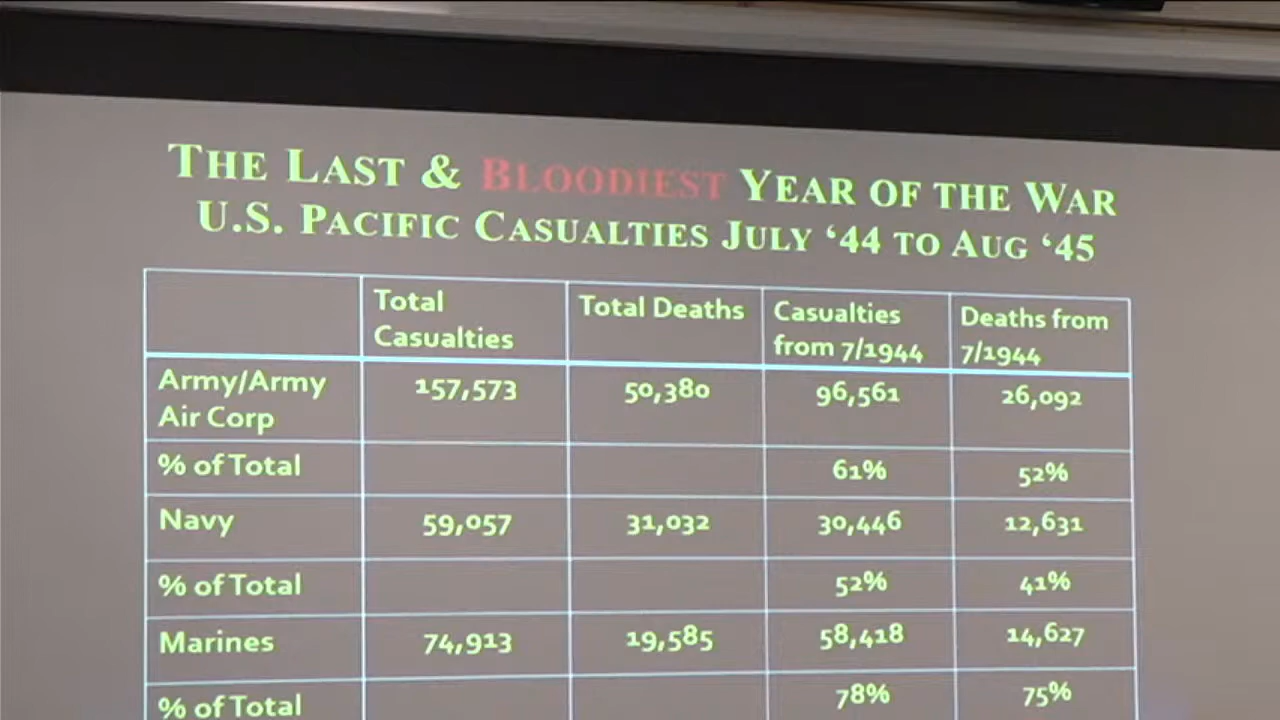 THE LAST & BLOODIEST YEAR OF THE WAR
U.S. PACIFIC CASUALTIES JULY ‘44 TO AUG ‘45
Total Casualties Total Deaths Casualties from 7/1944 Deaths from 7/1944
Army/Army Air Corp 157,573 50,380 96,561 26,092
% of Total 61% 52%
Navy 59,057 31,032 30,446 12,631
% of Total 52% 41%
Marines 74,913 19,585 58,418 14,627
% of Total 78% 75%